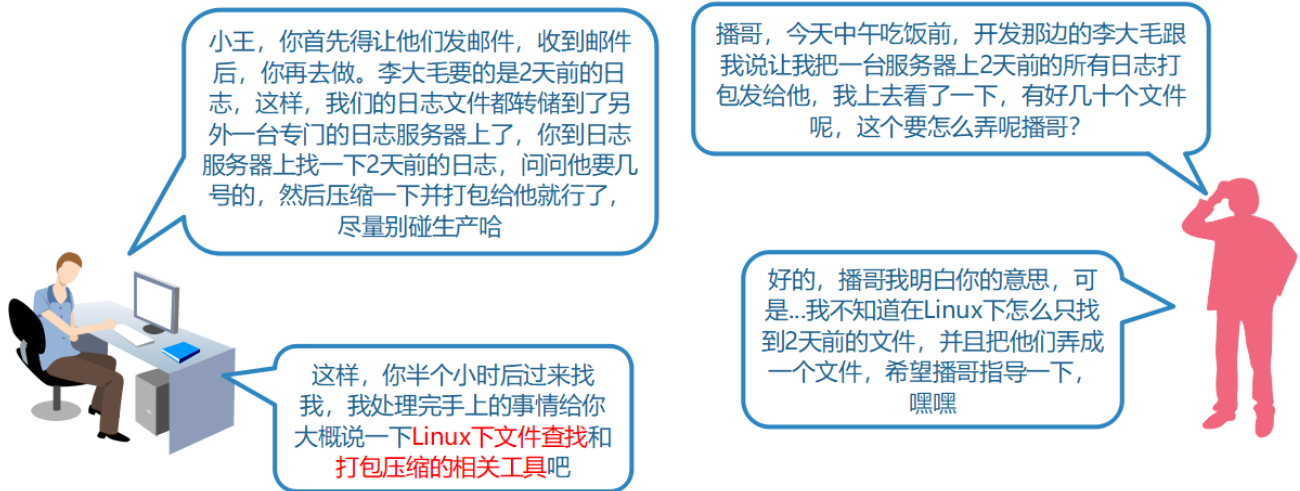 播哥，今天中午吃饭前，开发那边的李大毛跟
我说让我把一台服务器上2天前的所有日志打
包发给他，我上去看了一下，有好几十个文件
呢，这个要怎么弄呢播哥？
小王，你首先得让他们发邮件，收到邮件
后，你再去做。李大毛要的是2天前的日
志，这样，我们的日志文件都转储到了另
外一台专门的日志服务器上了，你到日志
服务器上找一下2天前的日志，问问他要几
号的，然后压缩一下并打包给他就行了，
尽量别碰生产哈
好的，播哥我明白你的意思，可
是...我不知道在Linux下怎么只找
到2天前的文件，并且把他们弄成
一个文件，希望播哥指导一下，
嘿嘿
这样，你半个小时后过来找
我，我处理完手上的事情给你
大概说一下Linux下文件查找和
打包压缩的相关工具吧